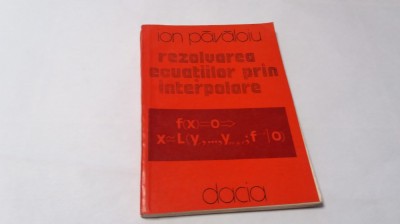 ion păvăloiu
rezolvarea
ecuațiilor prin
interpolare
f(x)=0⇒
dacia